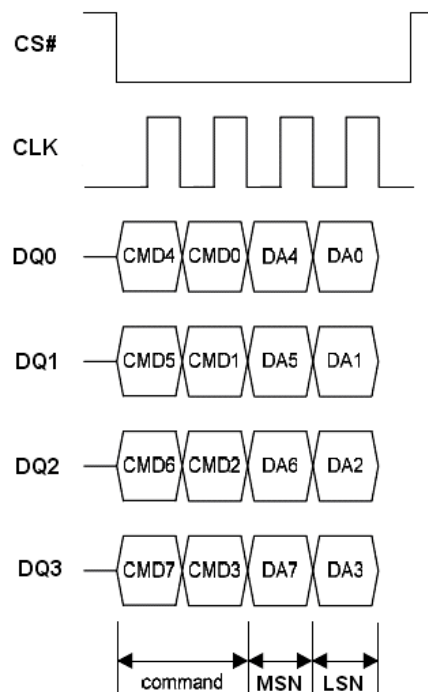 CS#
CLK
DQ0 CMD4 CMD0 DA4 DA0
DQ1 CMD5 CMD1 DA5 DA1
DQ2 CMD6 CMD2 DA6 DA2
DQ3 CMD7 CMD3 DA7 DA3
command MSN LSN